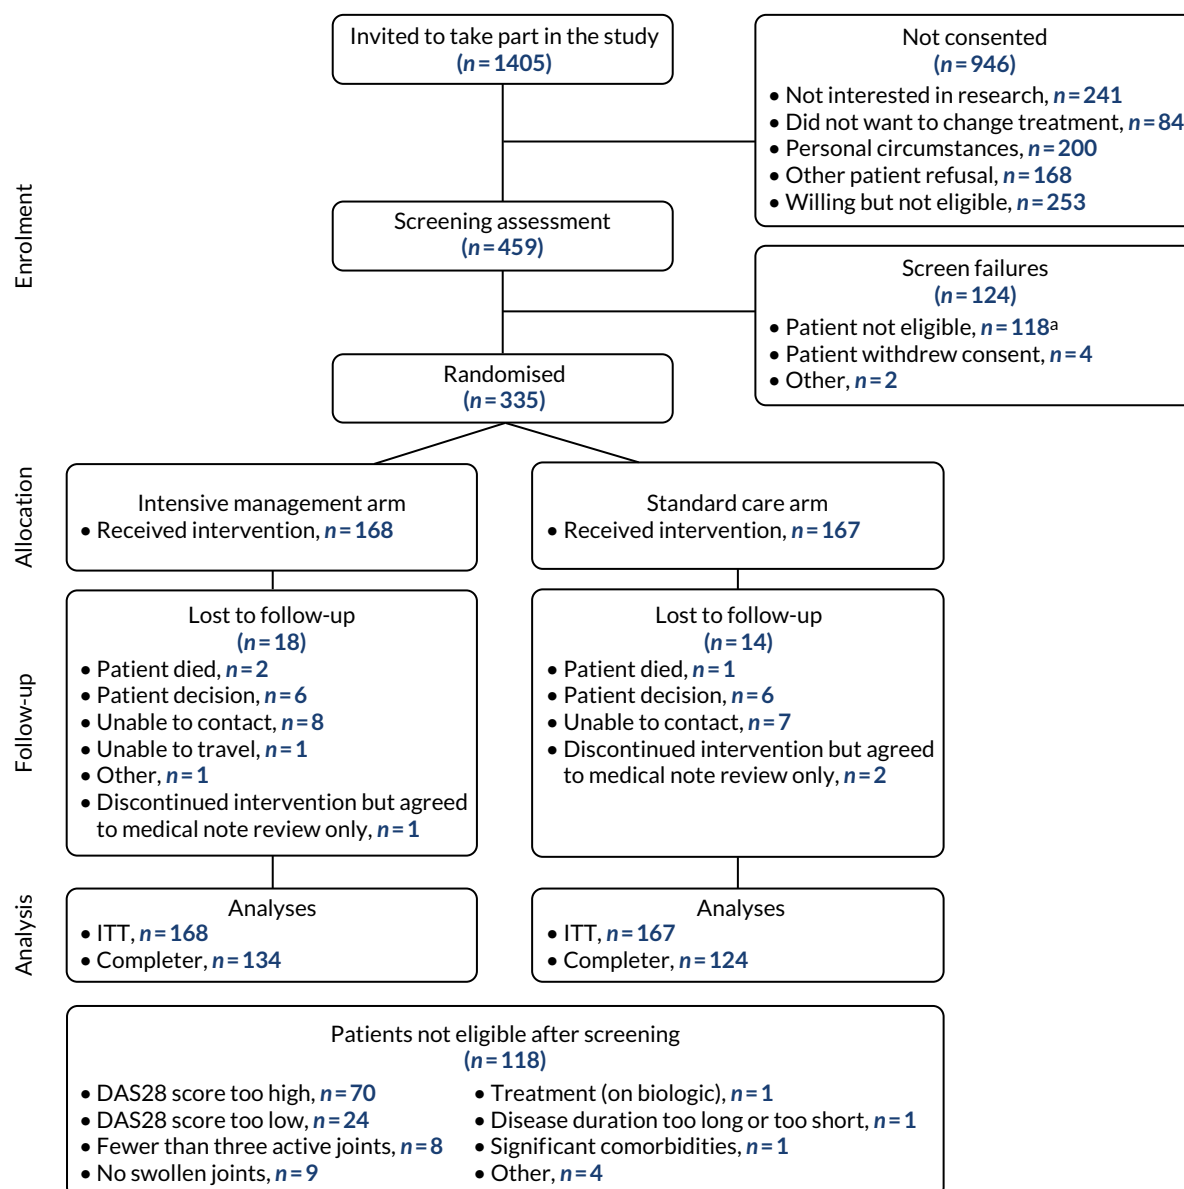 Invited to take part in the study
(n=1405)
Not consented
(n=946)
• Not interested in research, n=241
• Did not want to change treatment, n=84
• Personal circumstances, n=200
• Other patient refusal, n=168
• Willing but not eligible, n=253
Enrolment
Screening assessment
(n=459)
Screen failures
(n=124)
• Patient not eligible, n=118a
• Patient withdrew consent, n=4
• Other, n=2
Randomised
(n=335)
Allocation
Intensive management arm
• Received intervention, n=168
Standard care arm
• Received intervention, n=167
Follow-up
Lost to follow-up
(n=18)
• Patient died, n=2
• Patient decision, n=6
• Unable to contact, n=8
• Unable to travel, n=1
• Other, n=1
• Discontinued intervention but agreed
to medical note review only, n=1
Lost to follow-up
(n=14)
• Patient died, n=1
• Patient decision, n=6
• Unable to contact, n=7
• Discontinued intervention but agreed
to medical note review only, n=2
Analysis
Analyses
• ITT, n=168
• Completer, n=134
Analyses
• ITT, n=167
• Completer, n=124
Patients not eligible after screening
(n=118)
• DAS28 score too high, n=70
• DAS28 score too low, n=24
• Fewer than three active joints, n=8
• No swollen joints, n=9
• Treatment (on biologic), n=1
• Disease duration too long or too short, n=1
• Significant comorbidities, n=1
• Other, n=4